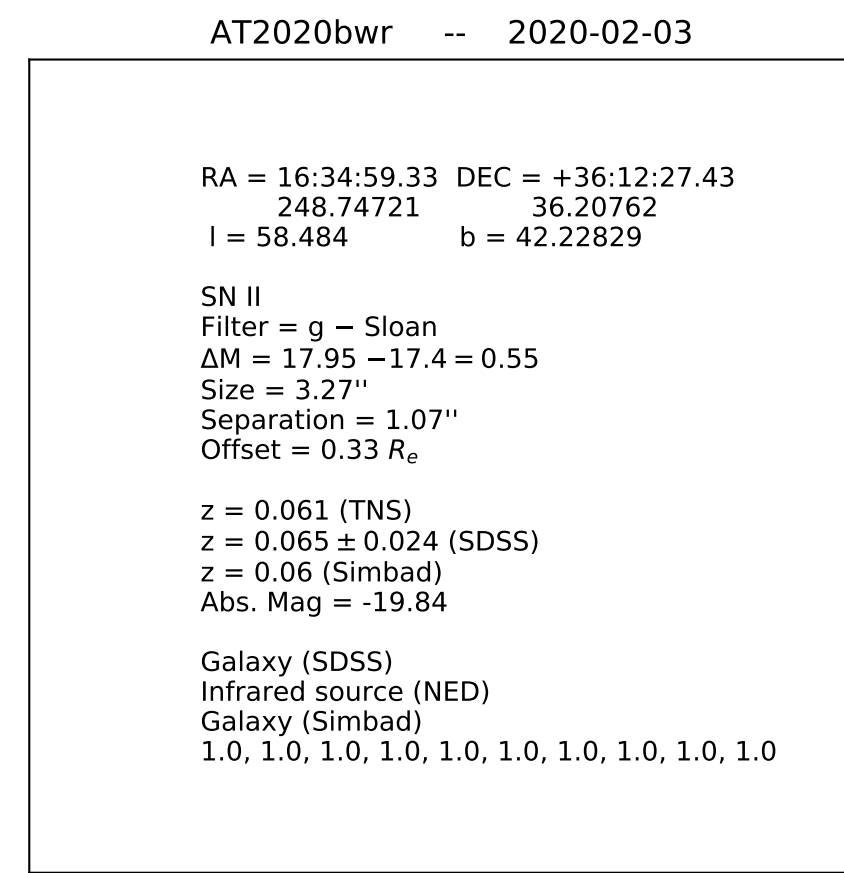 AT2020bwr -- 2020-02-03
RA = 16:34:59.33 DEC = +36:12:27.43
248.74721 36.20762
l = 58.484 b = 42.22829
SN II
Filter = g − Sloan
ΔM = 17.95 −17.4 = 0.55
Size = 3.27''
Separation = 1.07''
Offset = 0.33 Rₑ
z = 0.061 (TNS)
z = 0.065 ± 0.024 (SDSS)
z = 0.06 (Simbad)
Abs. Mag = -19.84
Galaxy (SDSS)
Infrared source (NED)
Galaxy (Simbad)
1.0, 1.0, 1.0, 1.0, 1.0, 1.0, 1.0, 1.0, 1.0, 1.0